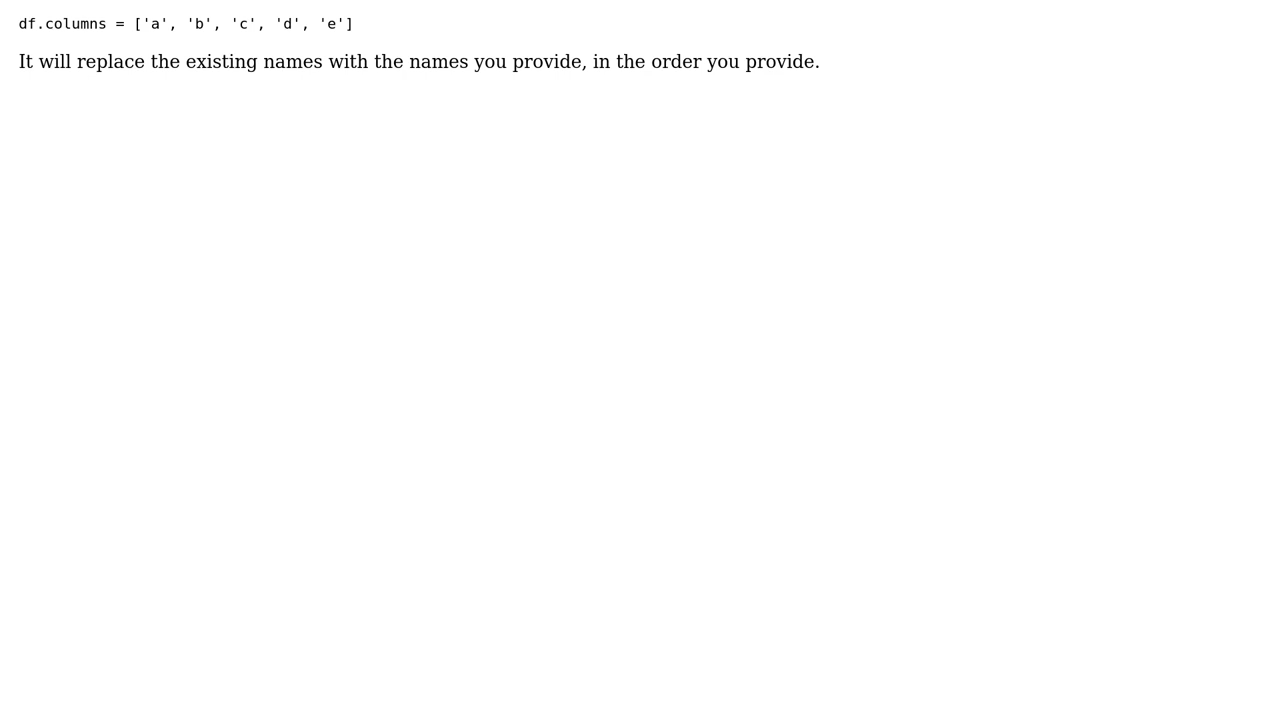 df.columns = ['a', 'b', 'c', 'd', 'e']
It will replace the existing names with the names you provide, in the order you provide.